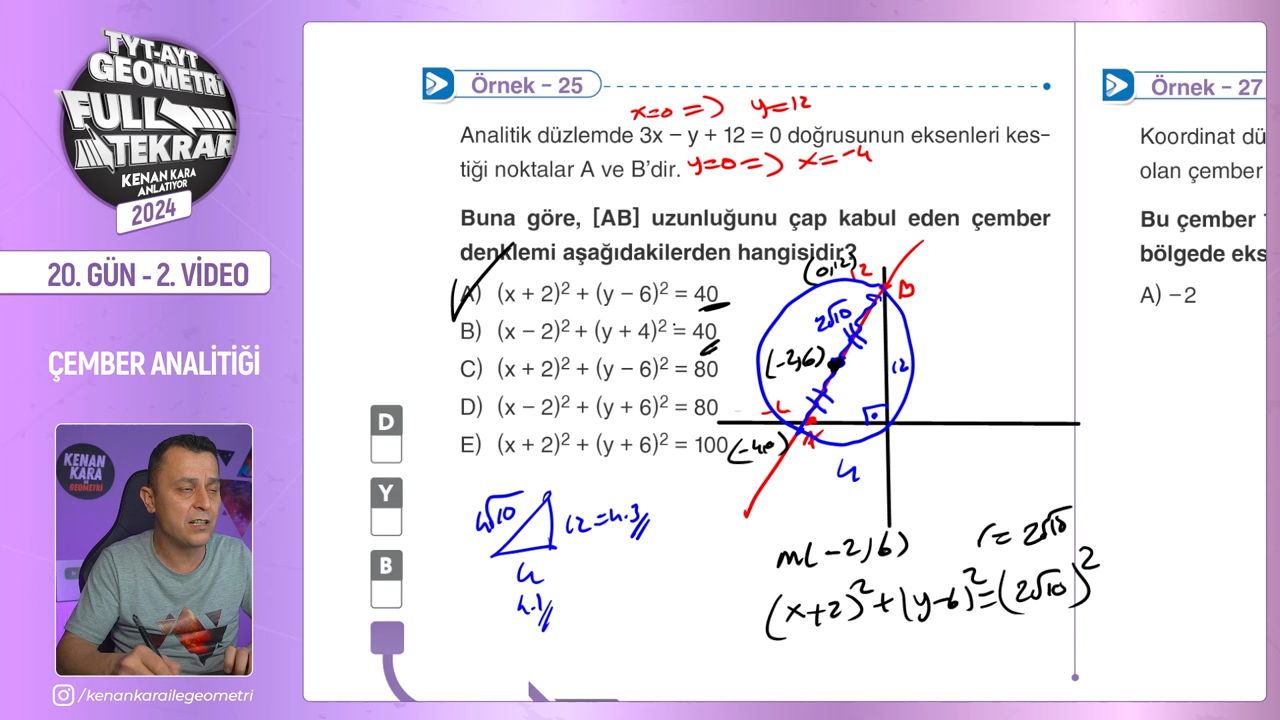 TYT-AYT
GEOMETRİ
FULL
TEKRAR
KENAN KARA
ANLATIYOR
2024
20. GÜN - 2. VİDEO
ÇEMBER ANALİTİĞİ
KENAN
KARA
GEOMETRİ
/kenankarailegeometri
D
Y
B
Örnek - 25
x=0 => y=12
Analitik düzlemde 3x − y + 12 = 0 doğrusunun eksenleri kes-
tiği noktalar A ve B'dir. y=0 => x=-4
Buna göre, [AB] uzunluğunu çap kabul eden çember
denklemi aşağıdakilerden hangisidir?
A) (x + 2)² + (y − 6)² = 40
B) (x − 2)² + (y + 4)² = 40
C) (x + 2)² + (y − 6)² = 80
D) (x − 2)² + (y + 6)² = 80
E) (x + 2)² + (y + 6)² = 100
(0,12)
B
2√10
(-2,6)
12
-4
A
(-4,0)
4
4√10
12=4.3
4
4.1
m(-2,6) r=2√10
(x+2)²+(y-6)²=(2√10)²
Örnek - 27
Koordinat dü
olan çember
Bu çember
bölgede eks
A) −2